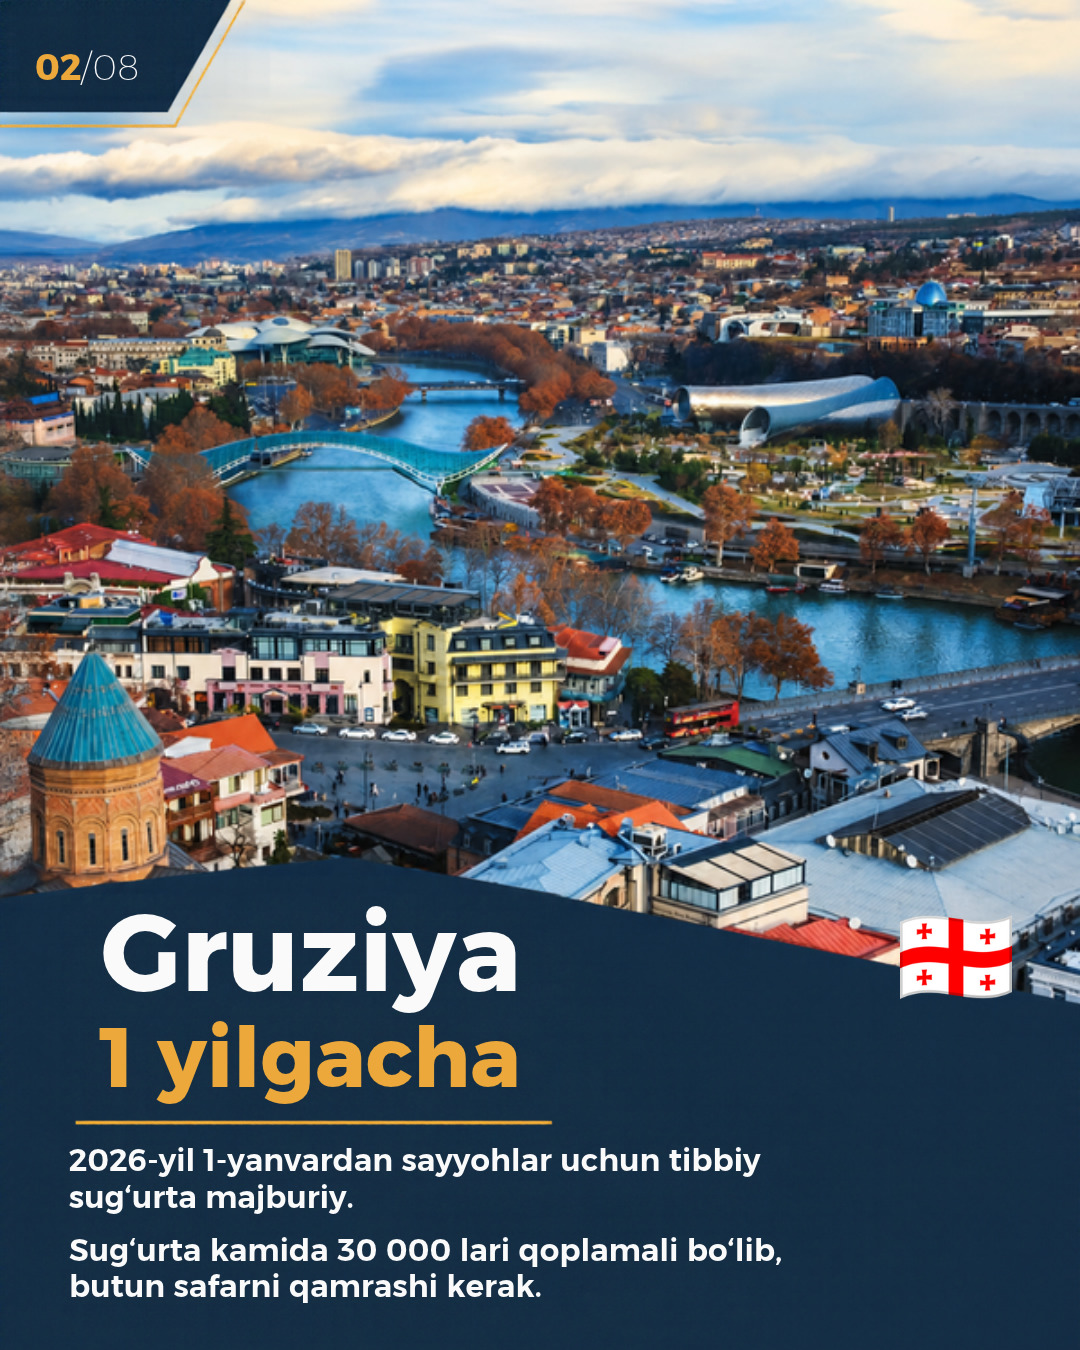 02/08
Gruziya
1 yilgacha
2026-yil 1-yanvardan sayyohlar uchun tibbiy
sug‘urta majburiy.
Sug‘urta kamida 30 000 lari qoplamali bo‘lib,
butun safarni qamrashi kerak.